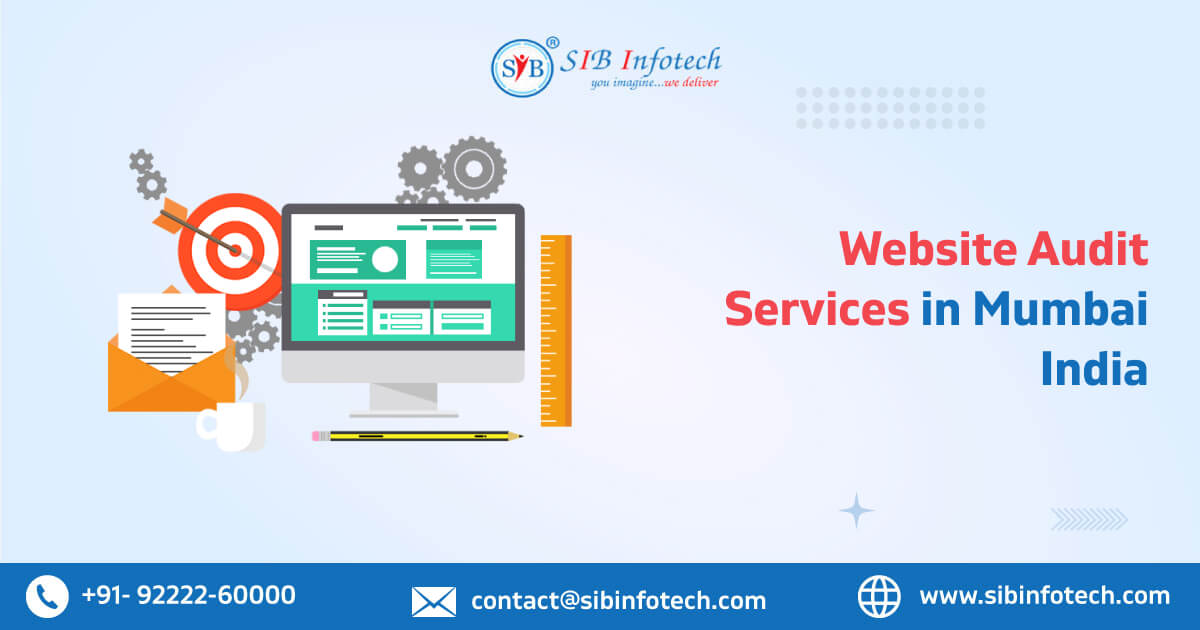 SIB ® SIB Infotech
you imagine...we deliver
Website Audit
Services in Mumbai
India
+91- 92222-60000
contact@sibinfotech.com
www.sibinfotech.com